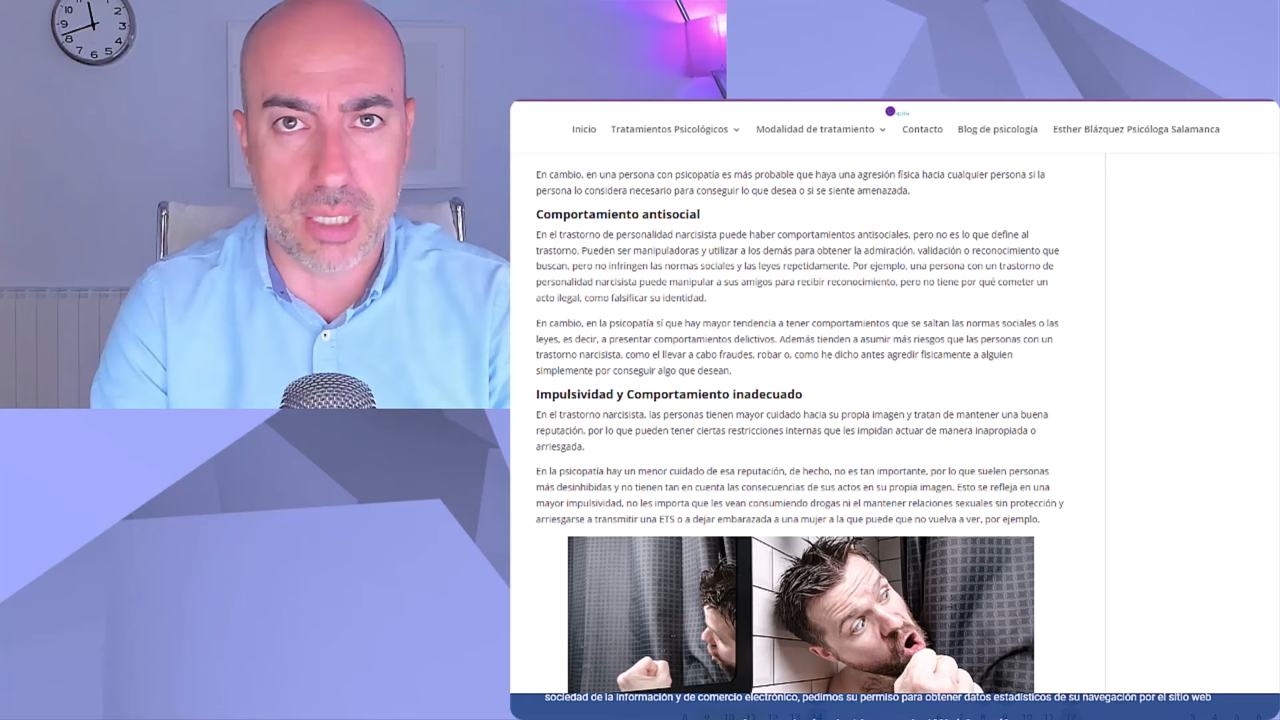 10
12
2
9
3
8
7
6
5
Inicio
Tratamientos Psicológicos
Modalidad de tratamiento
Contacto
Blog de psicología
Esther Blázquez Psicóloga Salamanca
En cambio, en una persona con psicopatía es más probable que haya una agresión física hacia cualquier persona si la
persona lo considera necesario para conseguir lo que desea o si se siente amenazada.
Comportamiento antisocial
En el trastorno de personalidad narcisista puede haber comportamientos antisociales, pero no es lo que define al
trastorno. Pueden ser manipuladoras y utilizar a los demás para obtener la admiración, validación o reconocimiento que
buscan, pero no infringen las normas sociales y las leyes repetidamente. Por ejemplo, una persona con un trastorno de
personalidad narcisista puede manipular a sus amigos para recibir reconocimiento, pero no tiene por qué cometer un
acto ilegal, como falsificar su identidad.
En cambio, en la psicopatía sí que hay mayor tendencia a tener comportamientos que se saltan las normas sociales o las
leyes, es decir, a presentar comportamientos delictivos. Además tienden a asumir más riesgos que las personas con un
trastorno narcisista, como el llevar a cabo fraudes, robar o, como he dicho antes agredir físicamente a alguien
simplemente por conseguir algo que desean.
Impulsividad y Comportamiento inadecuado
En el trastorno narcisista, las personas tienen mayor cuidado hacia su propia imagen y tratan de mantener una buena
reputación, por lo que pueden tener ciertas restricciones internas que les impidan actuar de manera inapropiada o
arriesgada.
En la psicopatía hay un menor cuidado de esa reputación, de hecho, no es tan importante, por lo que suelen personas
más desinhibidas y no tienen tan en cuenta las consecuencias de sus actos en su propia imagen. Esto se refleja en una
mayor impulsividad, no les importa que les vean consumiendo drogas ni el mantener relaciones sexuales sin protección y
arriesgarse a transmitir una ETS o a dejar embarazada a una mujer a la que puede que no vuelva a ver, por ejemplo.
sociedad de la información y de comercio electrónico, pedimos su permiso para obtener datos estadísticos de su navegación por el sitio web